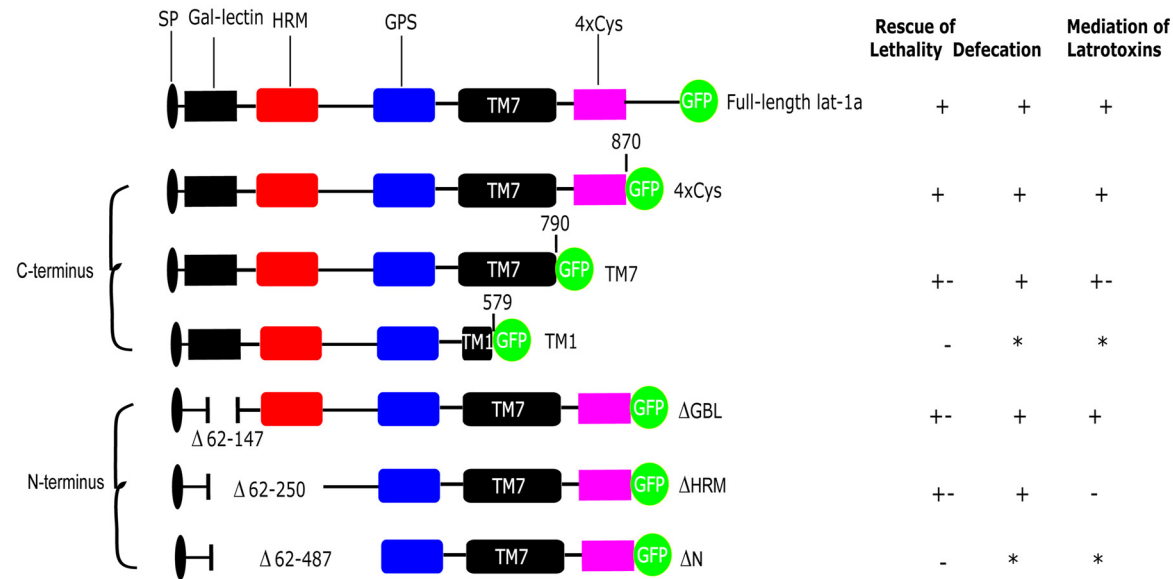 SP Gal-lectin HRM GPS 4xCys
Rescue of Lethality Defecation Mediation of Latrotoxins
TM7 GFP Full-length lat-1a + + +
870
TM7 GFP 4xCys + + +
790
C-terminus
TM7 GFP TM7 +- + +-
579
TM1 GFP TM1 - * *
TM7 GFP ΔGBL +- + +
Δ 62-147
N-terminus
Δ 62-250 TM7 GFP ΔHRM +- + -
Δ 62-487 TM7 GFP ΔN - * *